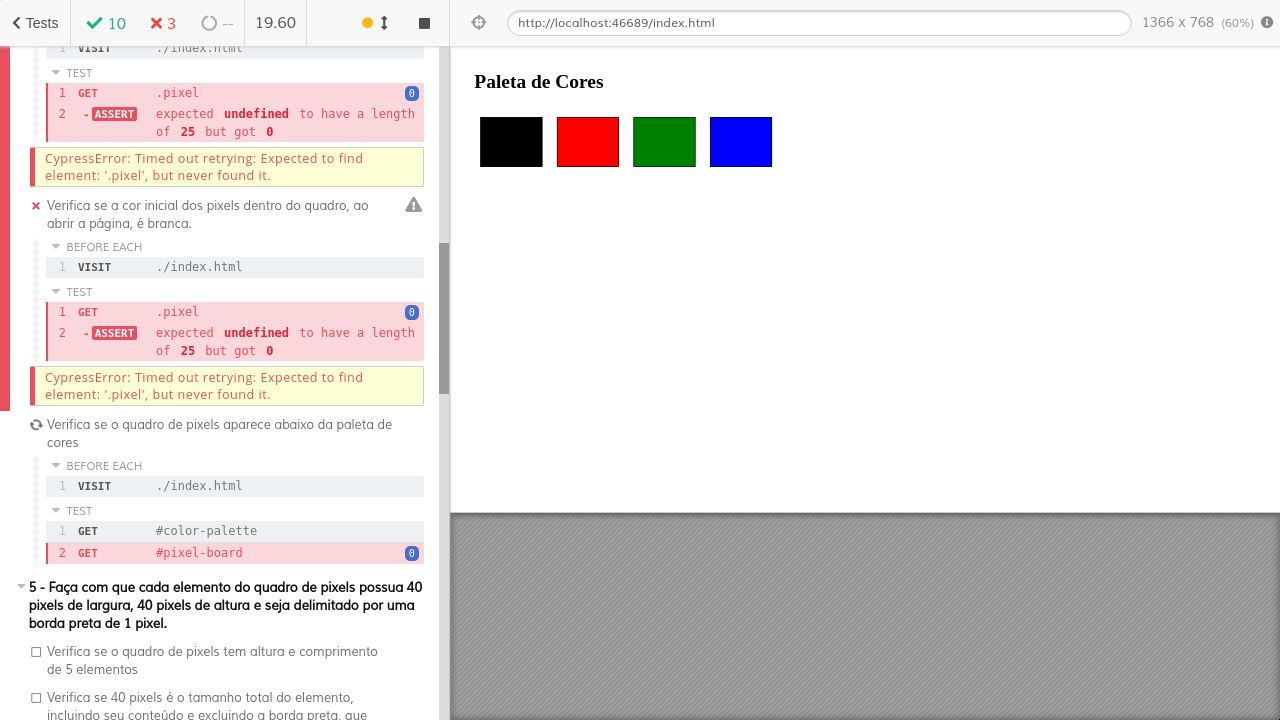 Tests 10 3 -- 19.60
http://localhost:46689/index.html
1366 x 768 (60%)
1 VISIT ./index.html
TEST
1 GET .pixel 0
2 -ASSERT expected undefined to have a length
of 25 but got 0
CypressError: Timed out retrying: Expected to find
element: '.pixel', but never found it.
Verifica se a cor inicial dos pixels dentro do quadro, ao
abrir a página, é branca.
BEFORE EACH
1 VISIT ./index.html
TEST
1 GET .pixel 0
2 -ASSERT expected undefined to have a length
of 25 but got 0
CypressError: Timed out retrying: Expected to find
element: '.pixel', but never found it.
Verifica se o quadro de pixels aparece abaixo da paleta de
cores
BEFORE EACH
1 VISIT ./index.html
TEST
1 GET #color-palette
2 GET #pixel-board 0
5 - Faça com que cada elemento do quadro de pixels possua 40
pixels de largura, 40 pixels de altura e seja delimitado por uma
borda preta de 1 pixel.
Verifica se o quadro de pixels tem altura e comprimento
de 5 elementos
Verifica se 40 pixels é o tamanho total do elemento,
incluindo seu conteúdo e excluindo a borda preta, que
Paleta de Cores